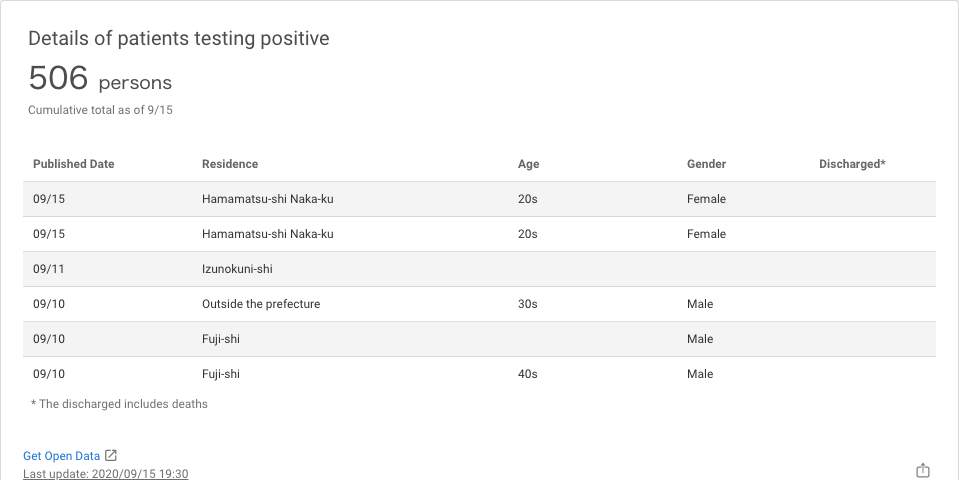 Details of patients testing positive
506 persons
Cumulative total as of 9/15
Published Date Residence Age Gender Discharged*
09/15 Hamamatsu-shi Naka-ku 20s Female
09/15 Hamamatsu-shi Naka-ku 20s Female
09/11 Izunokuni-shi
09/10 Outside the prefecture 30s Male
09/10 Fuji-shi Male
09/10 Fuji-shi 40s Male
* The discharged includes deaths
Get Open Data
Last update: 2020/09/15 19:30